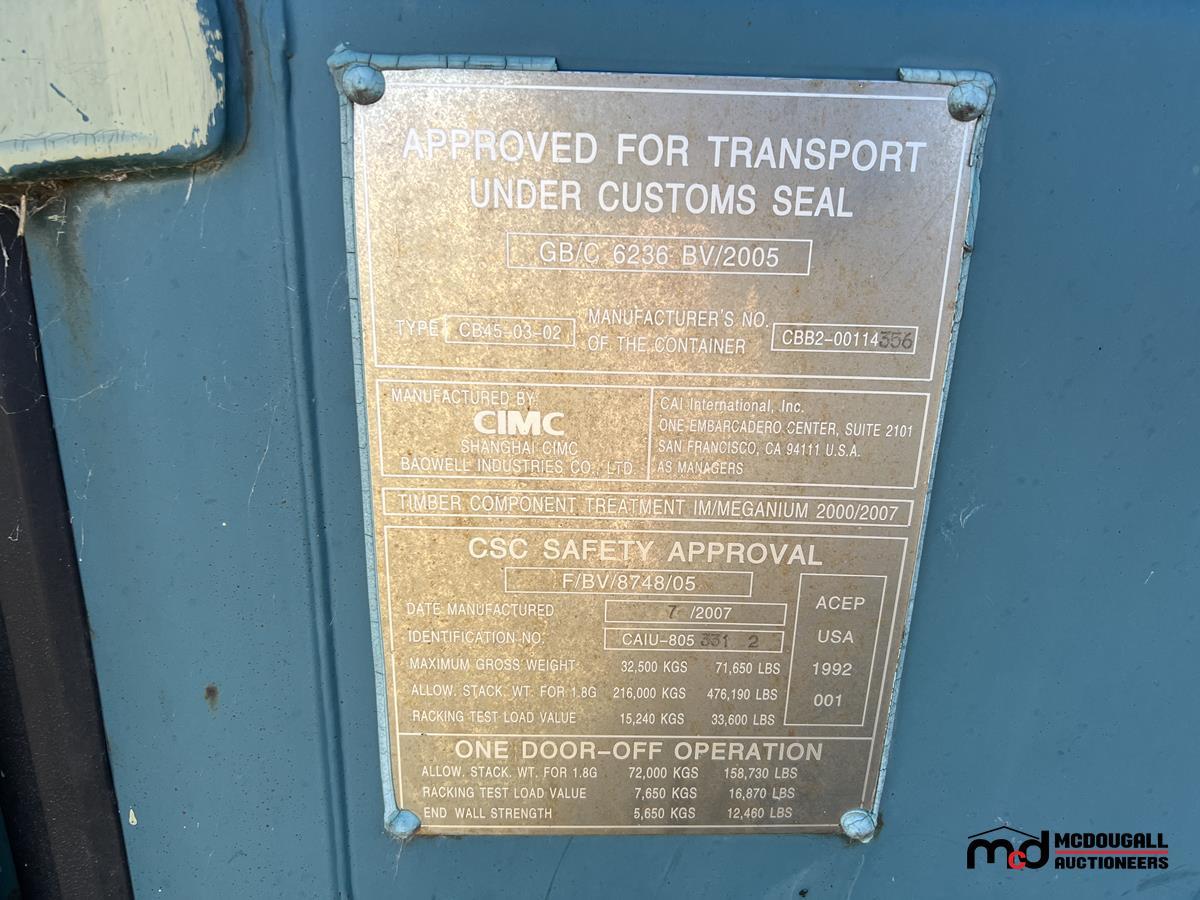 APPROVED FOR TRANSPORT
UNDER CUSTOMS SEAL
GB/C 6236 BV/2005
TYPE CB45-03-02 MANUFACTURER'S NO. OF THE CONTAINER CBB2-00114356
MANUFACTURED BY:
CIMC
SHANGHAI CIMC
BAOWELL INDUSTRIES CO., LTD.
CAI International, Inc.
ONE EMBARCADERO CENTER, SUITE 2101
SAN FRANCISCO, CA 94111 U.S.A.
AS MANAGERS
TIMBER COMPONENT TREATMENT IM/MEGANIUM 2000/2007
CSC SAFETY APPROVAL
F/BV/8748/05
DATE MANUFACTURED 7 /2007
IDENTIFICATION NO. CAIU-805 331 2
MAXIMUM GROSS WEIGHT 32,500 KGS 71,650 LBS
ALLOW. STACK. WT. FOR 1.8G 216,000 KGS 476,190 LBS
RACKING TEST LOAD VALUE 15,240 KGS 33,600 LBS
ACEP
USA
1992
001
ONE DOOR-OFF OPERATION
ALLOW. STACK. WT. FOR 1.8G 72,000 KGS 158,730 LBS
RACKING TEST LOAD VALUE 7,650 KGS 16,870 LBS
END WALL STRENGTH 5,650 KGS 12,460 LBS
mcd MCDOUGALL
AUCTIONEERS